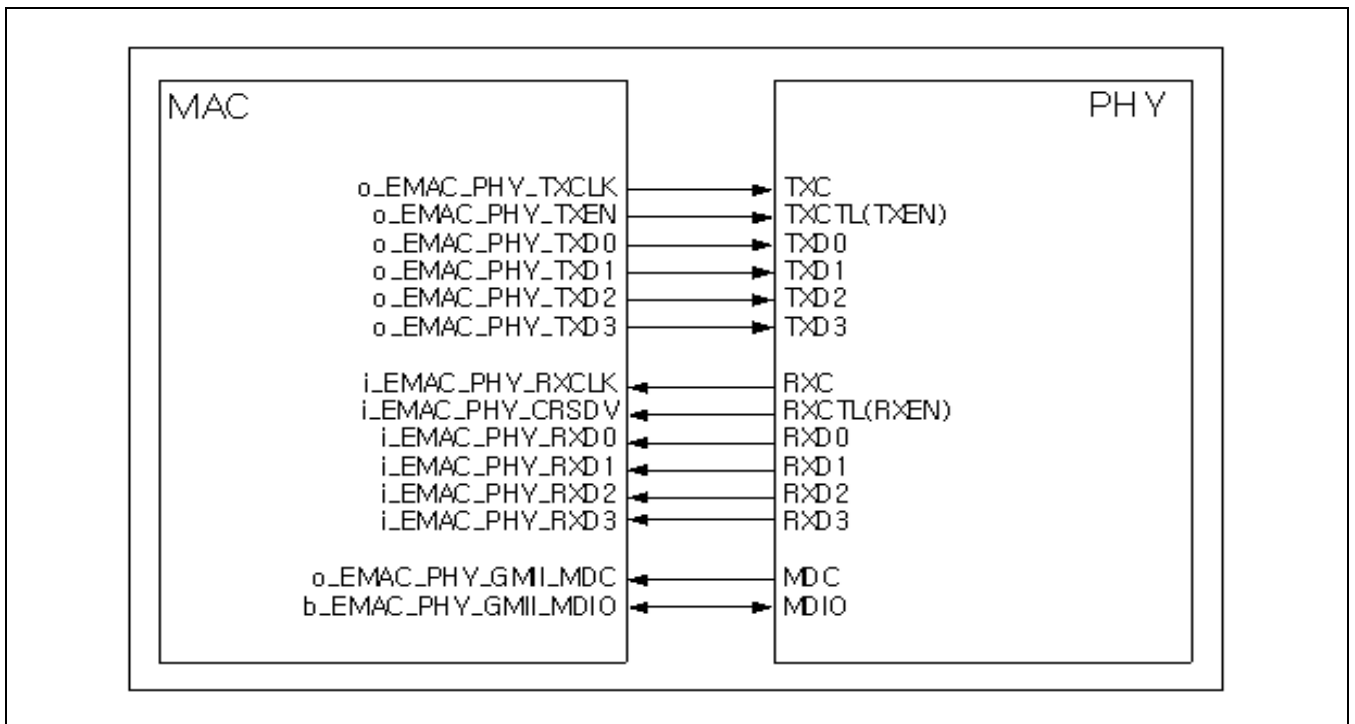 MAC PHY
o_EMAC_PHY_TXCLK TXC
o_EMAC_PHY_TXEN TXCTL(TXEN)
o_EMAC_PHY_TXD0 TXD0
o_EMAC_PHY_TXD1 TXD1
o_EMAC_PHY_TXD2 TXD2
o_EMAC_PHY_TXD3 TXD3
i_EMAC_PHY_RXCLK RXC
i_EMAC_PHY_CRSDV RXCTL(RXEN)
i_EMAC_PHY_RXD0 RXD0
i_EMAC_PHY_RXD1 RXD1
i_EMAC_PHY_RXD2 RXD2
i_EMAC_PHY_RXD3 RXD3
o_EMAC_PHY_GMII_MDC MDC
b_EMAC_PHY_GMII_MDIO MDIO